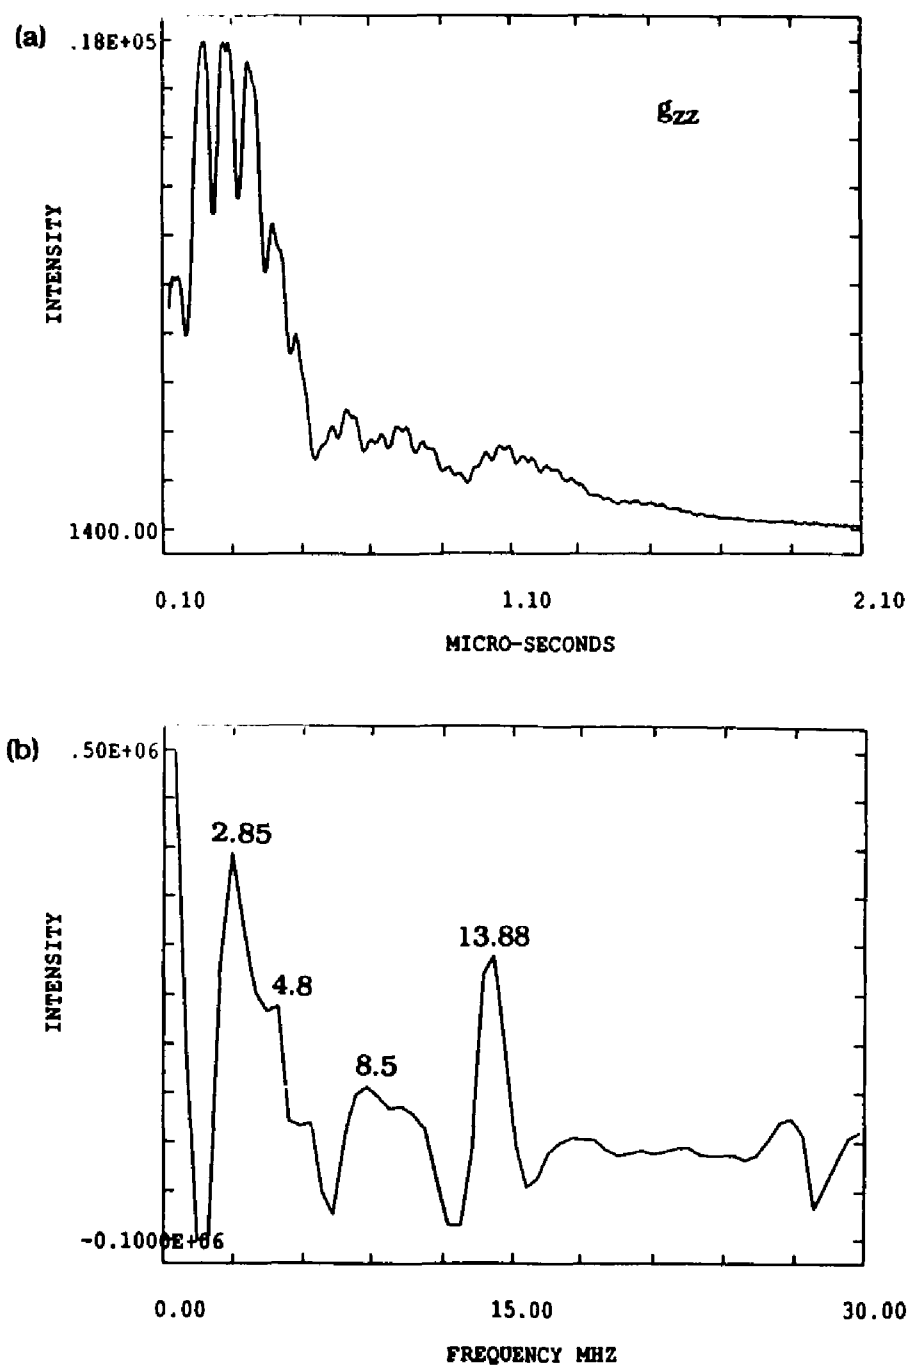 (a)
.18E+05
gzz
INTENSITY
1400.00
0.10 1.10 2.10
MICRO-SECONDS
(b)
.50E+06
2.85
13.88
4.8
8.5
INTENSITY
-0.1000E+06
0.00 15.00 30.00
FREQUENCY MHZ